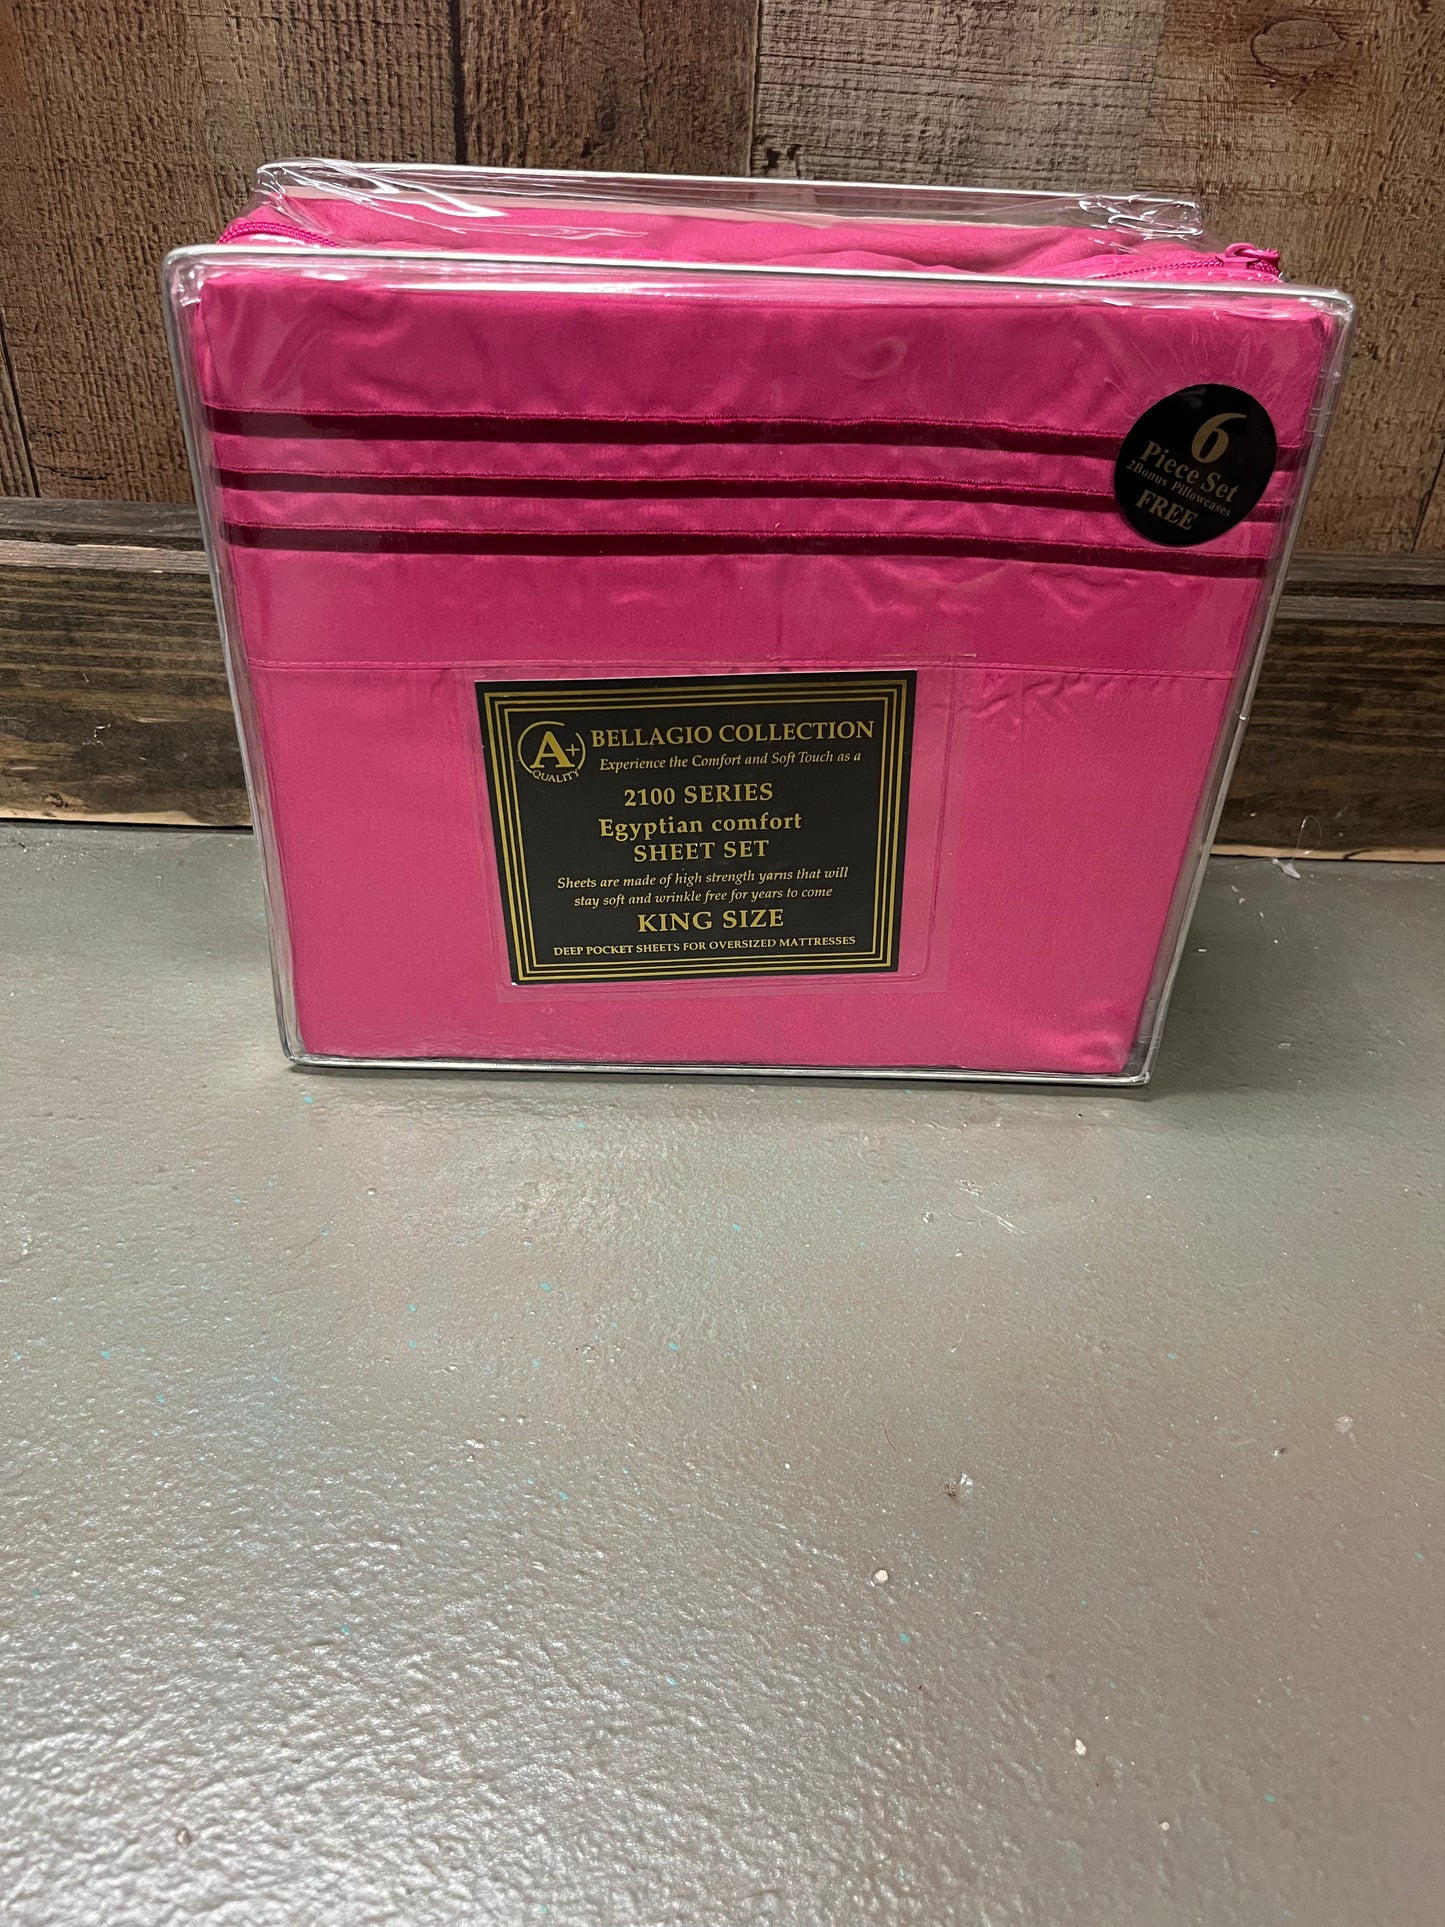 6
Piece Set
2Bonus Pillowcases
FREE
A+
QUALITY
BELLAGIO COLLECTION
Experience the Comfort and Soft Touch as a
2100 SERIES
Egyptian comfort
SHEET SET
Sheets are made of high strength yarns that will
stay soft and wrinkle free for years to come
KING SIZE
DEEP POCKET SHEETS FOR OVERSIZED MATTRESSES